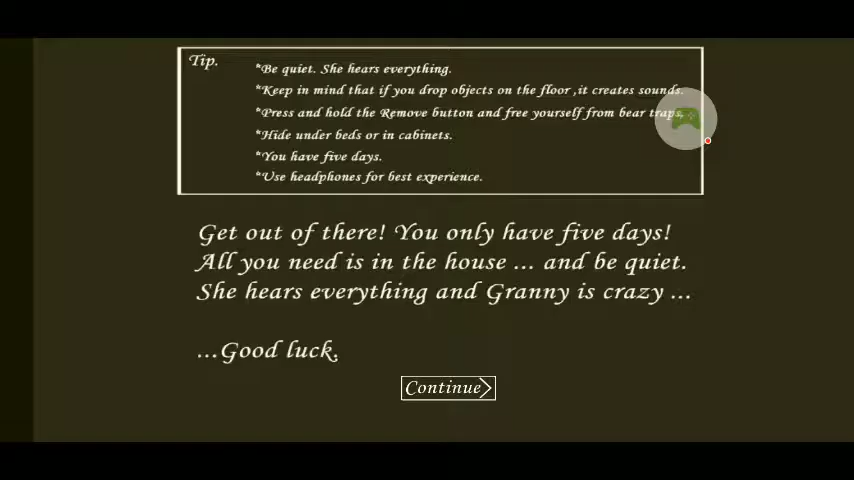 Tip.
*Be quiet. She hears everything.
*Keep in mind that if you drop objects on the floor ,it creates sounds.
*Press and hold the Remove button and free yourself from bear traps.
*Hide under beds or in cabinets.
*You have five days.
*Use headphones for best experience.
Get out of there! You only have five days!
All you need is in the house ... and be quiet.
She hears everything and Granny is crazy ...
...Good luck.
Continue